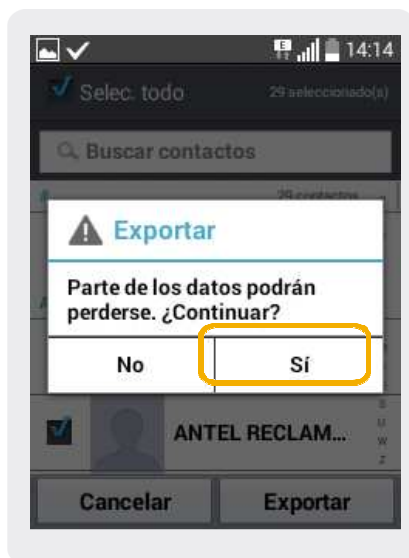 14:14
Selec. todo 29 seleccionado(s)
Buscar contactos
29 contactos
Exportar
Parte de los datos podrán
perderse. ¿Continuar?
No Sí
ANTEL RECLAM...
S
U
W
Z
Cancelar Exportar